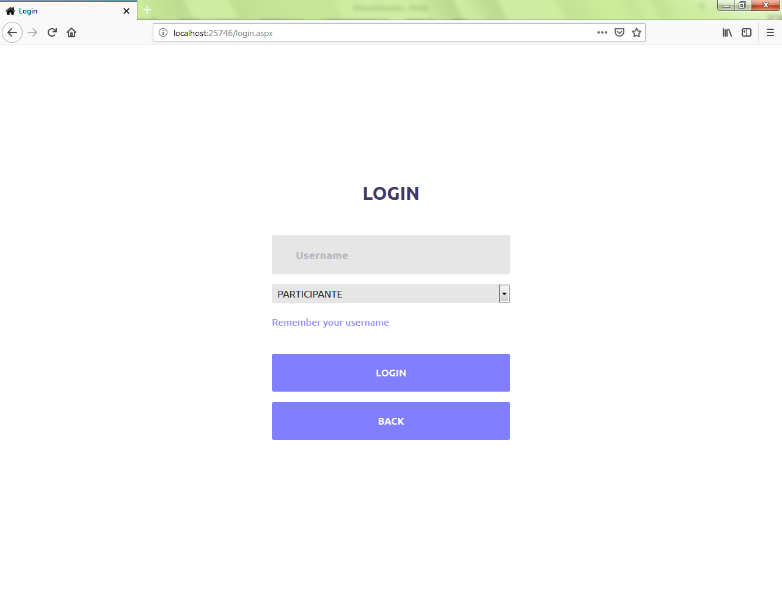 Login
localhost:25746/login.aspx
LOGIN
Username
PARTICIPANTE
Remember your username
LOGIN
BACK